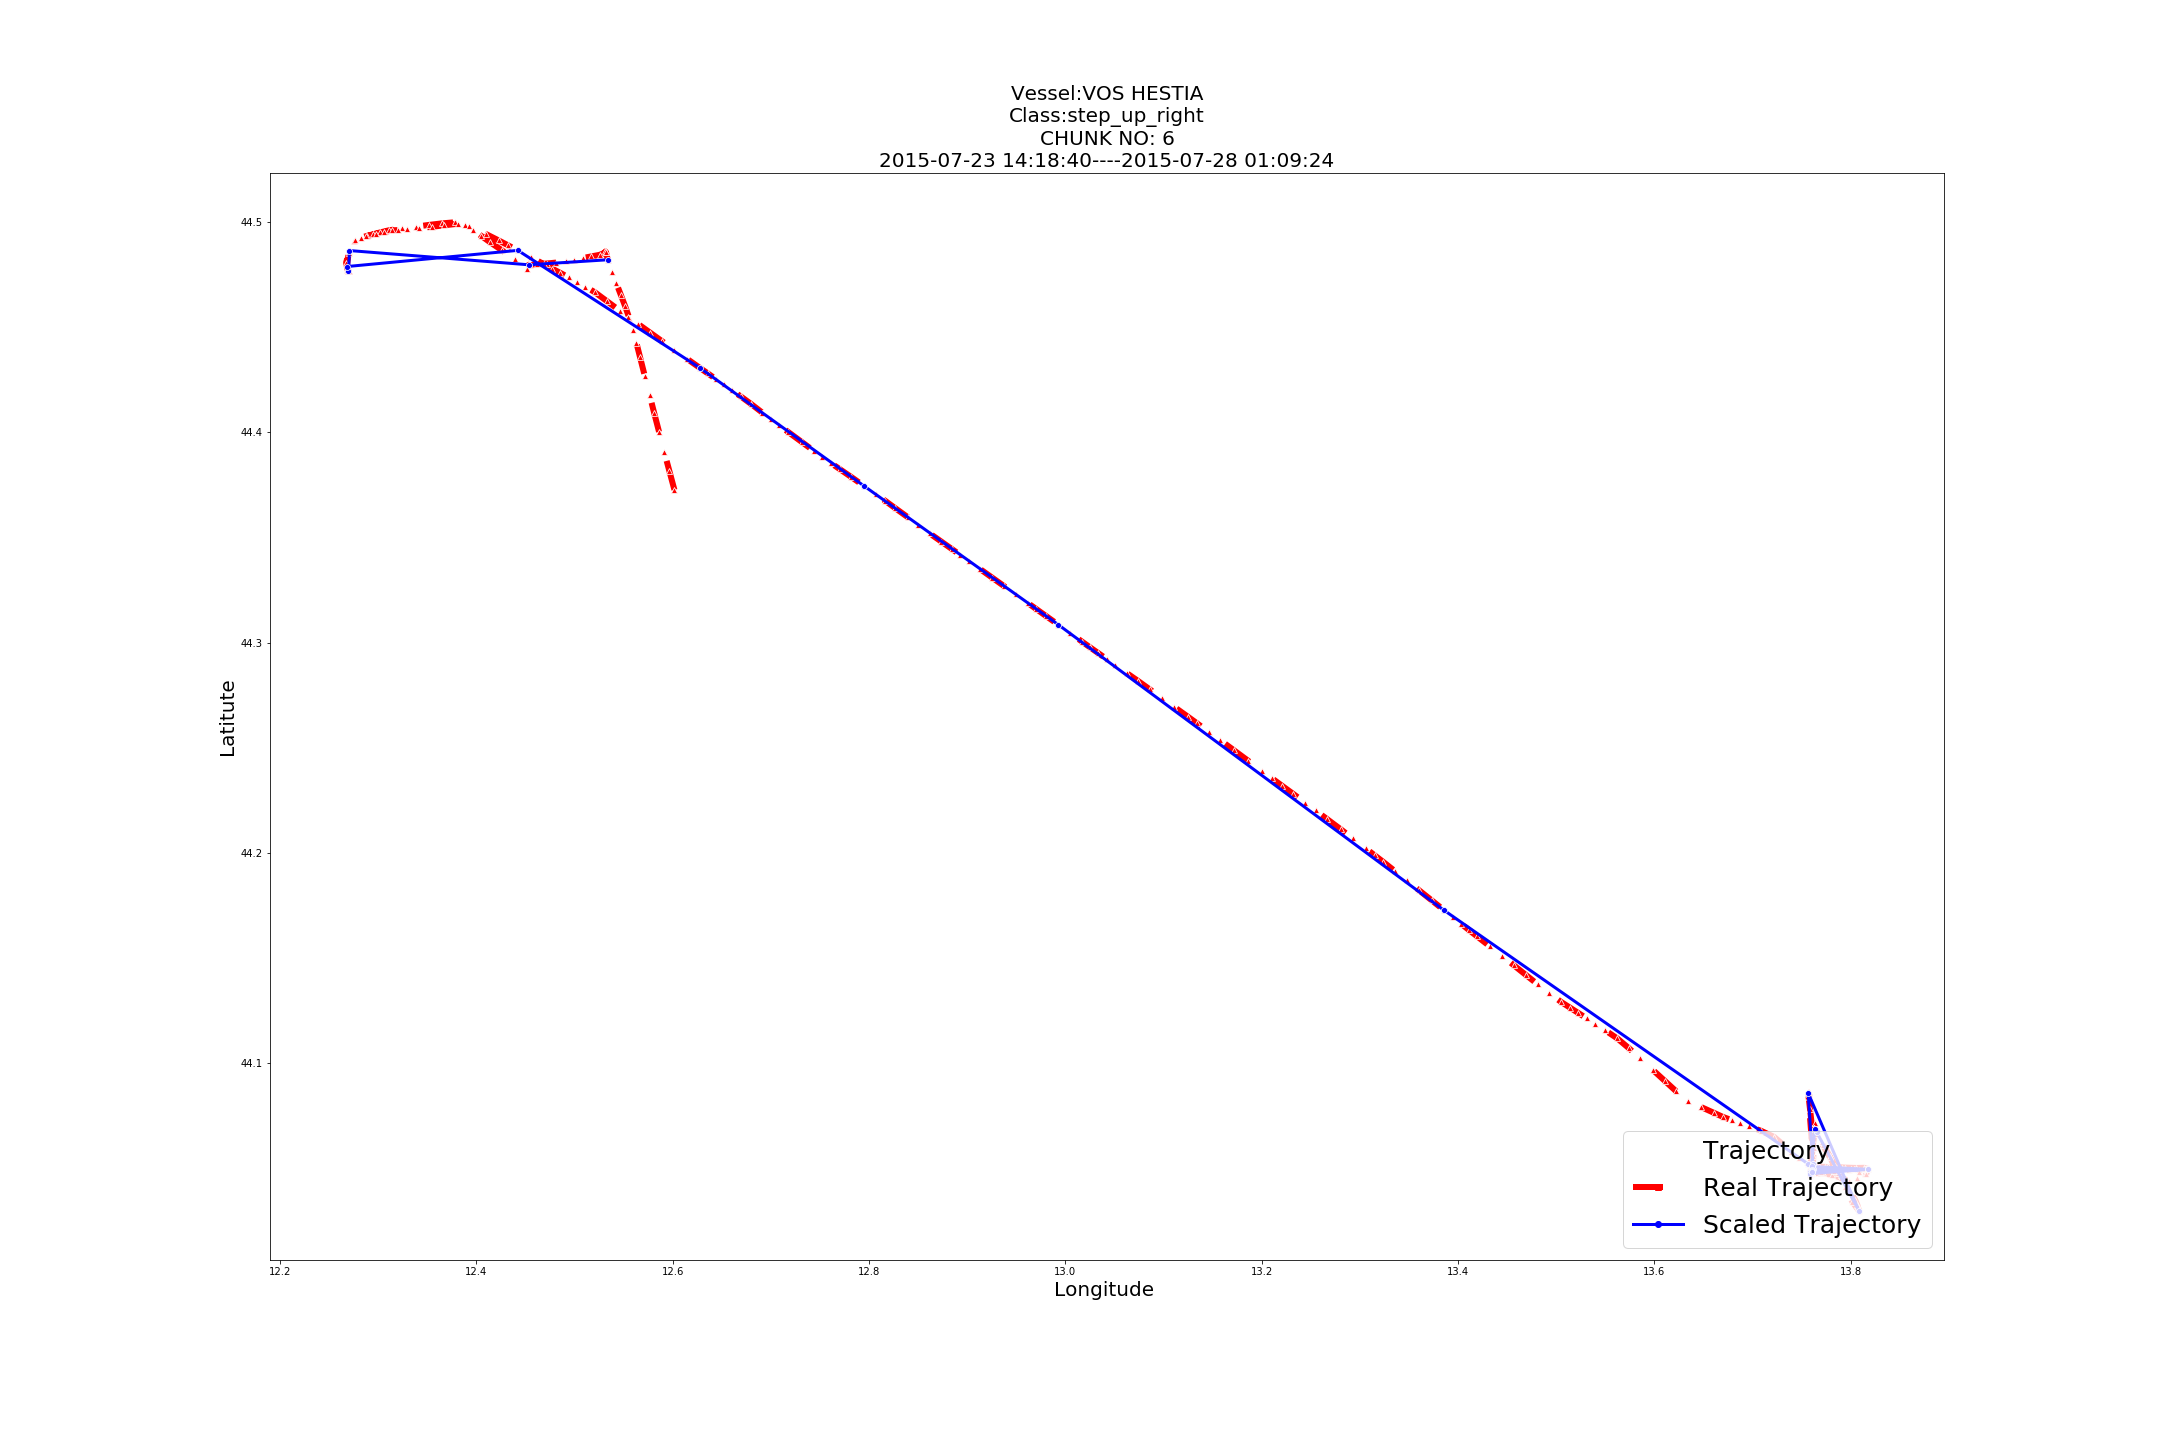 Vessel:VOS HESTIA
Class:step_up_right
CHUNK NO: 6
2015-07-23 14:18:40----2015-07-28 01:09:24
44.5
44.4
44.3
44.2
44.1
Latitute
12.2 12.4 12.6 12.8 13.0 13.2 13.4 13.6 13.8
Longitude
Trajectory
Real Trajectory
Scaled Trajectory